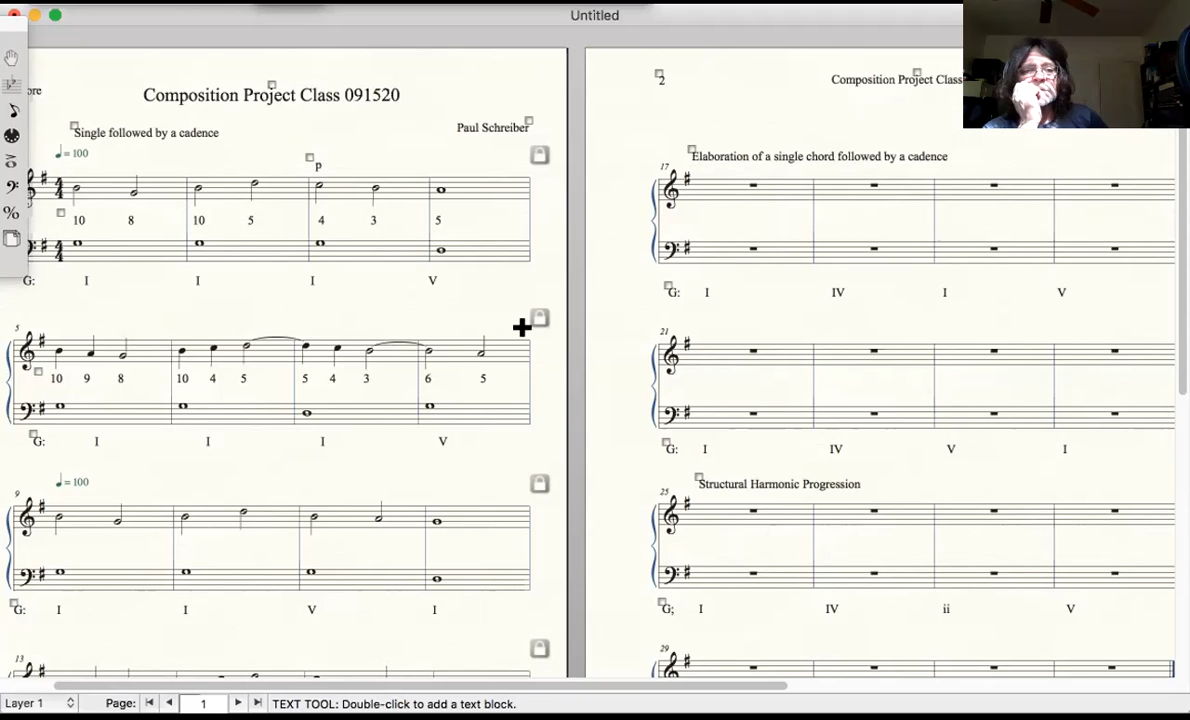 Untitled
ore
Composition Project Class 091520
Single followed by a cadence
Paul Schreiber
= 100
p
10 8 10 5 4 3 5
G: I I I V
5
10 9 8 10 4 5 5 4 3 6 5
G: I I I V
= 100
9
G: I I V I
13
2
Composition Project Class
Elaboration of a single chord followed by a cadence
17
G: I IV I V
21
G: I IV V I
Structural Harmonic Progression
25
G; I IV ii V
29
Layer 1 Page: 1 TEXT TOOL: Double-click to add a text block.